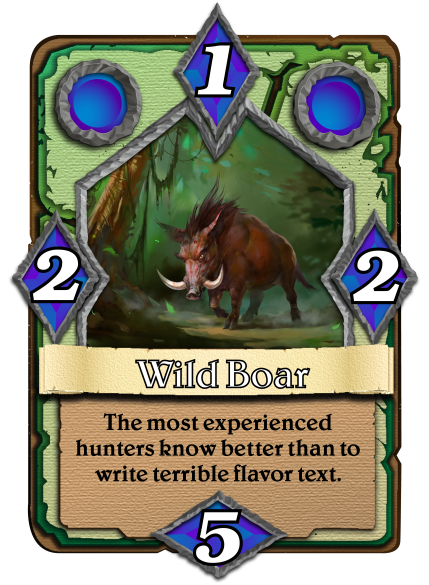 1
2
2
Wild Boar
The most experienced
hunters know better than to
write terrible flavor text.
5